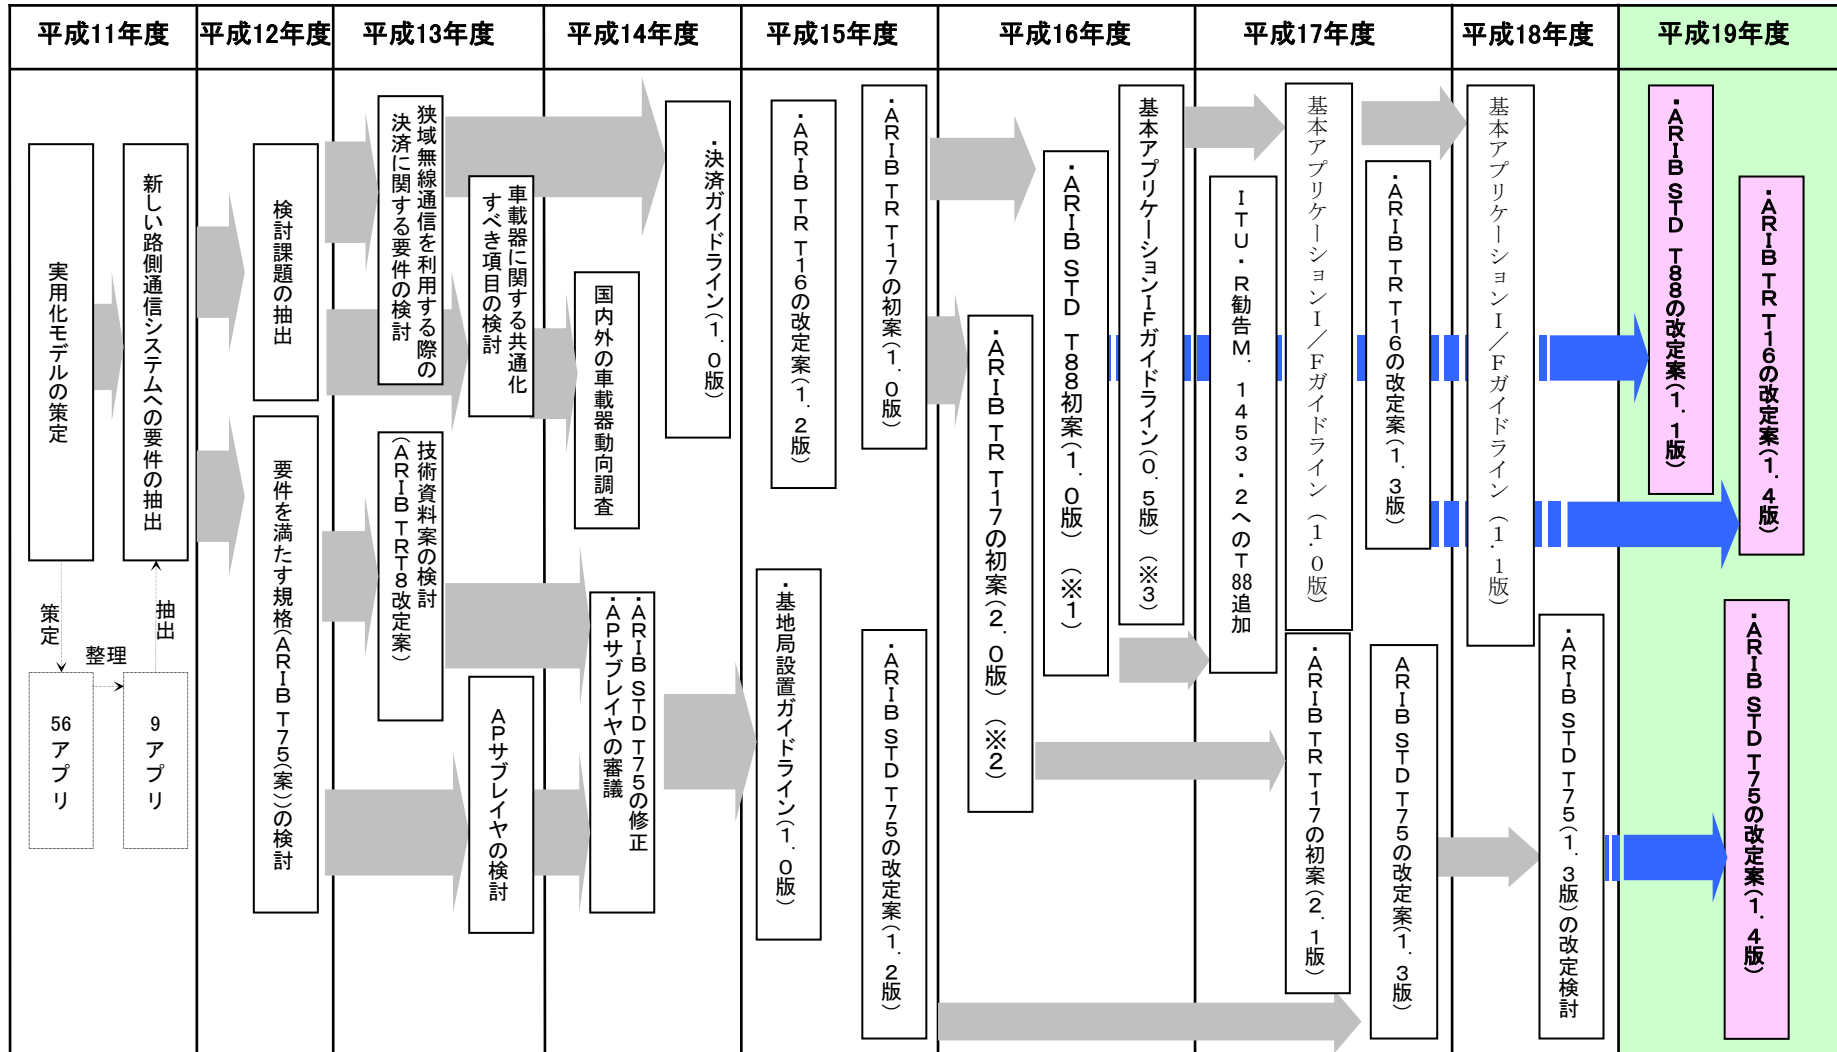 平成11年度
平成12年度
平成13年度
平成14年度
平成15年度
平成16年度
平成17年度
平成18年度
平成19年度
実用化モデルの策定
新しい路側通信システムへの要件の抽出
策定
抽出
整理
56
アプリ
9
アプリ
検討課題の抽出
要件を満たす規格(ARIB T75(案))の検討
狭域無線通信を利用する際の
決済に関する要件の検討
車載器に関する共通化
すべき項目の検討
技術資料案の検討
(ARIB TRT8改定案)
APサブレイヤの検討
・決済ガイドライン(1.0版)
国内外の車載器動向調査
・ARIB STD T75の修正
・APサブレイヤの審議
・ARIB TR T16の改定案(1.2版)
・ARIB TR T17の初案(1.0版)
・基地局設置ガイドライン(1.0版)
・ARIB STD T75の改定案(1.2版)
・ARIB TR T17の初案(2.0版)(※2)
・ARIB STD T88初案(1.0版)(※1)
基本アプリケーションIFガイドライン(0.5版)(※3)
ITU・R勧告M.1453・2へのT88追加
基本アプリケーションI/Fガイドライン(1.0版)
・ARIB TR T16の改定案(1.3版)
・ARIB TR T17の初案(2.1版)
ARIB STD T75の改定案(1.3版)
基本アプリケーションI/Fガイドライン(1.1版)
・ARIB STD T75(1.3版)の改定検討
・ARIB STD T88の改定案(1.1版)
・ARIB TR T16の改定案(1.4版)
・ARIB STD T75の改定案(1.4版)